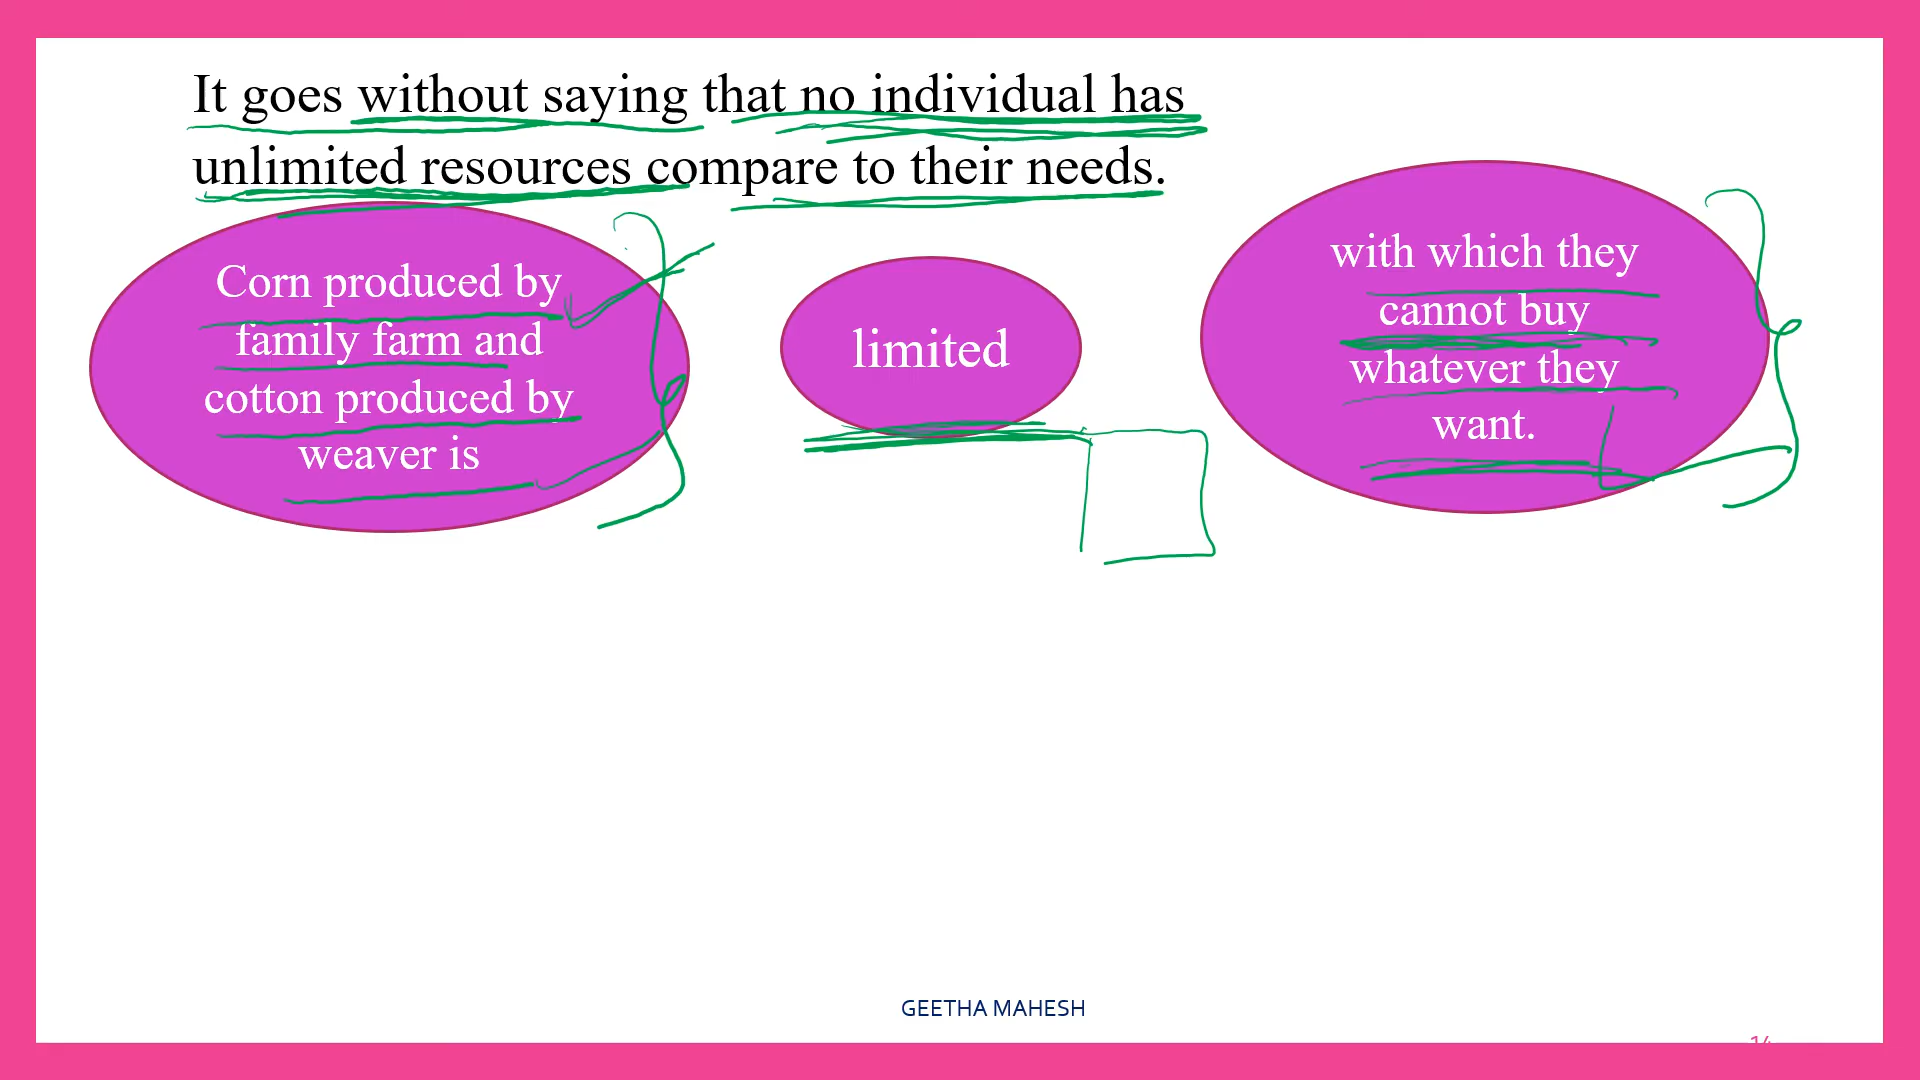 It goes without saying that no individual has
unlimited resources compare to their needs.
Corn produced by
family farm and
cotton produced by
weaver is
limited
with which they
cannot buy
whatever they
want.
GEETHA MAHESH
14